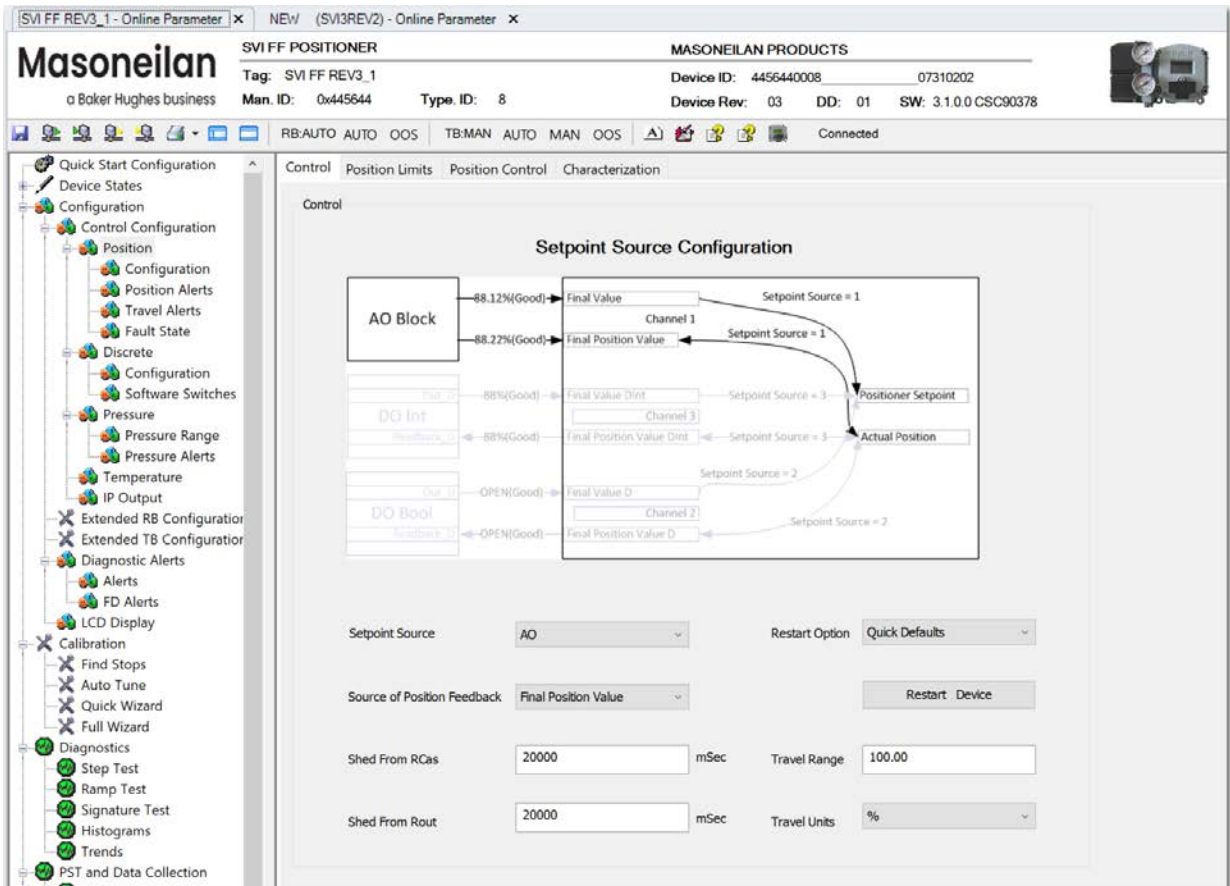 SVI FF REV3_1 - Online Parameter × NEW (SVI3REV2) - Online Parameter ×
Masoneilan
a Baker Hughes business
SVI FF POSITIONER
Tag: SVI FF REV3_1
Man. ID: 0x445644 Type. ID: 8
MASONEILAN PRODUCTS
Device ID: 4456440008 07310202
Device Rev: 03 DD: 01 SW: 3.1.0.0 CSC90378
RB:AUTO AUTO OOS TB:MAN AUTO MAN OOS Connected
Quick Start Configuration
Device States
Configuration
Control Configuration
Position
Configuration
Position Alerts
Travel Alerts
Fault State
Discrete
Configuration
Software Switches
Pressure
Pressure Range
Pressure Alerts
Temperature
IP Output
Extended RB Configuration
Extended TB Configuration
Diagnostic Alerts
Alerts
FD Alerts
LCD Display
Calibration
Find Stops
Auto Tune
Quick Wizard
Full Wizard
Diagnostics
Step Test
Ramp Test
Signature Test
Histograms
Trends
PST and Data Collection
Control Position Limits Position Control Characterization
Control
Setpoint Source Configuration
AO Block
88.12%(Good) Final Value Setpoint Source = 1
Channel 1
88.22%(Good) Final Position Value Setpoint Source = 1
Out_D 88%(Good) Final Value DInt Setpoint Source = 3 Positioner Setpoint
DO Int Channel 3
Readback_D 88%(Good) Final Position Value DInt Setpoint Source = 3 Actual Position
Setpoint Source = 2
Out_D OPEN(Good) Final Value D
DO Bool Channel 2
Setpoint Source = 2
Readback_D OPEN(Good) Final Position Value D
Setpoint Source AO Restart Option Quick Defaults
Source of Position Feedback Final Position Value Restart Device
Shed From RCas 20000 mSec Travel Range 100.00
Shed From Rout 20000 mSec Travel Units %